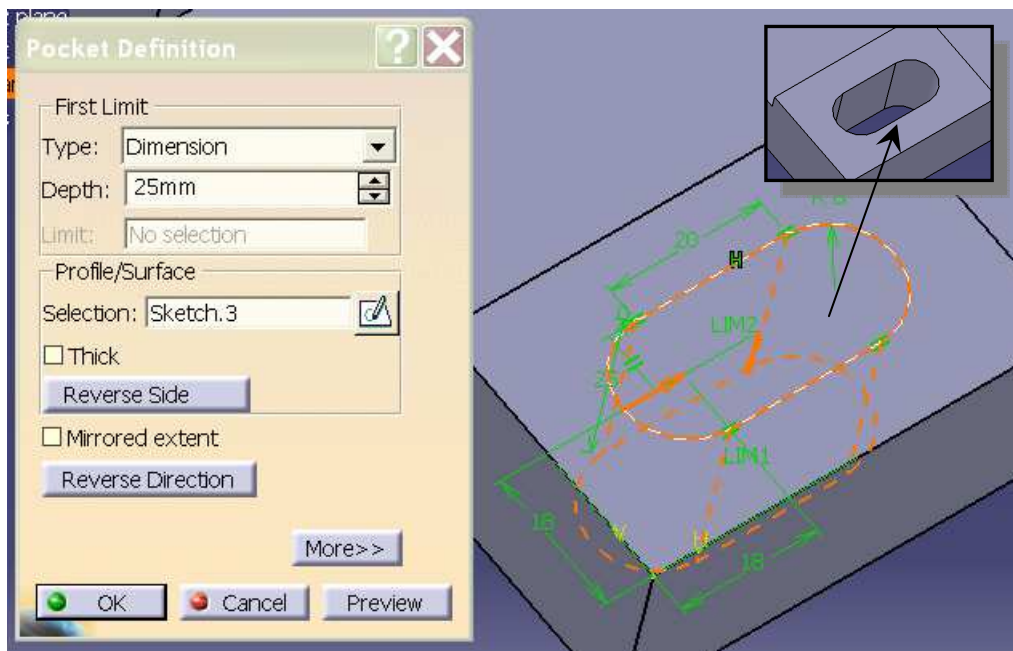 plane
Pocket Definition
First Limit
Type: Dimension
Depth: 25mm
Limit: No selection
Profile/Surface
Selection: Sketch.3
Thick
Reverse Side
Mirrored extent
Reverse Direction
More>>
OK Cancel Preview
20
H
LIM2
LIM1
18
V
H
18